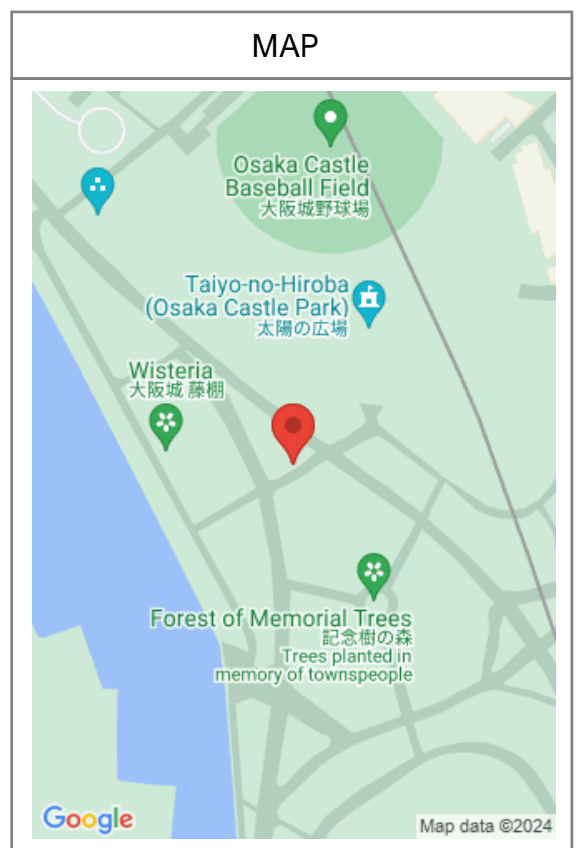 MAP
Osaka Castle
Baseball Field
大阪城野球場
Taiyo-no-Hiroba
(Osaka Castle Park)
太陽の広場
Wisteria
大阪城 藤棚
Forest of Memorial Trees
記念樹の森
Trees planted in
memory of townspeople
Google
Map data ©2024